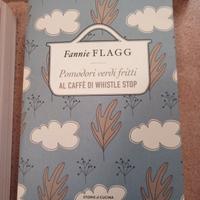 Fannie FLAGG
Pomodori verdi fritti
AL CAFFÈ DI WHISTLE STOP
STORIE di CUCINA